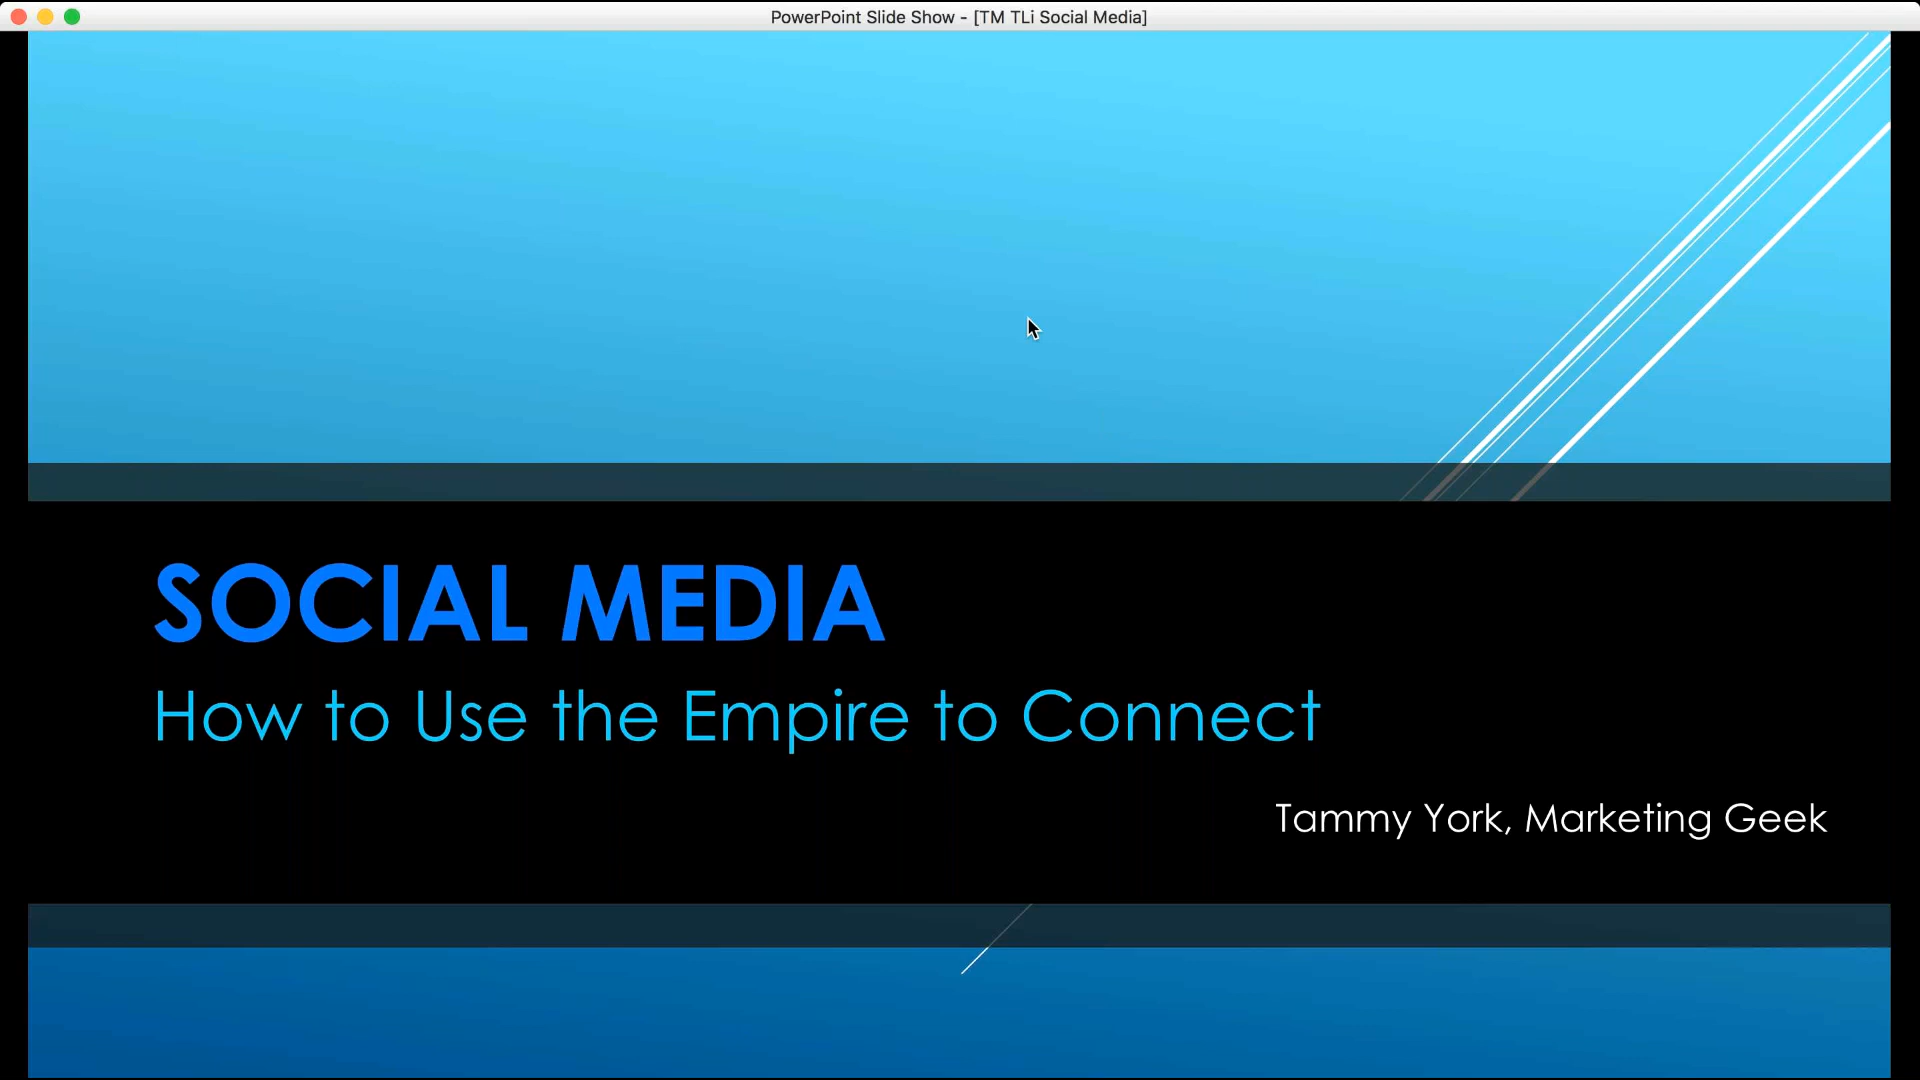 PowerPoint Slide Show - [TM TLi Social Media]
SOCIAL MEDIA
How to Use the Empire to Connect
Tammy York, Marketing Geek